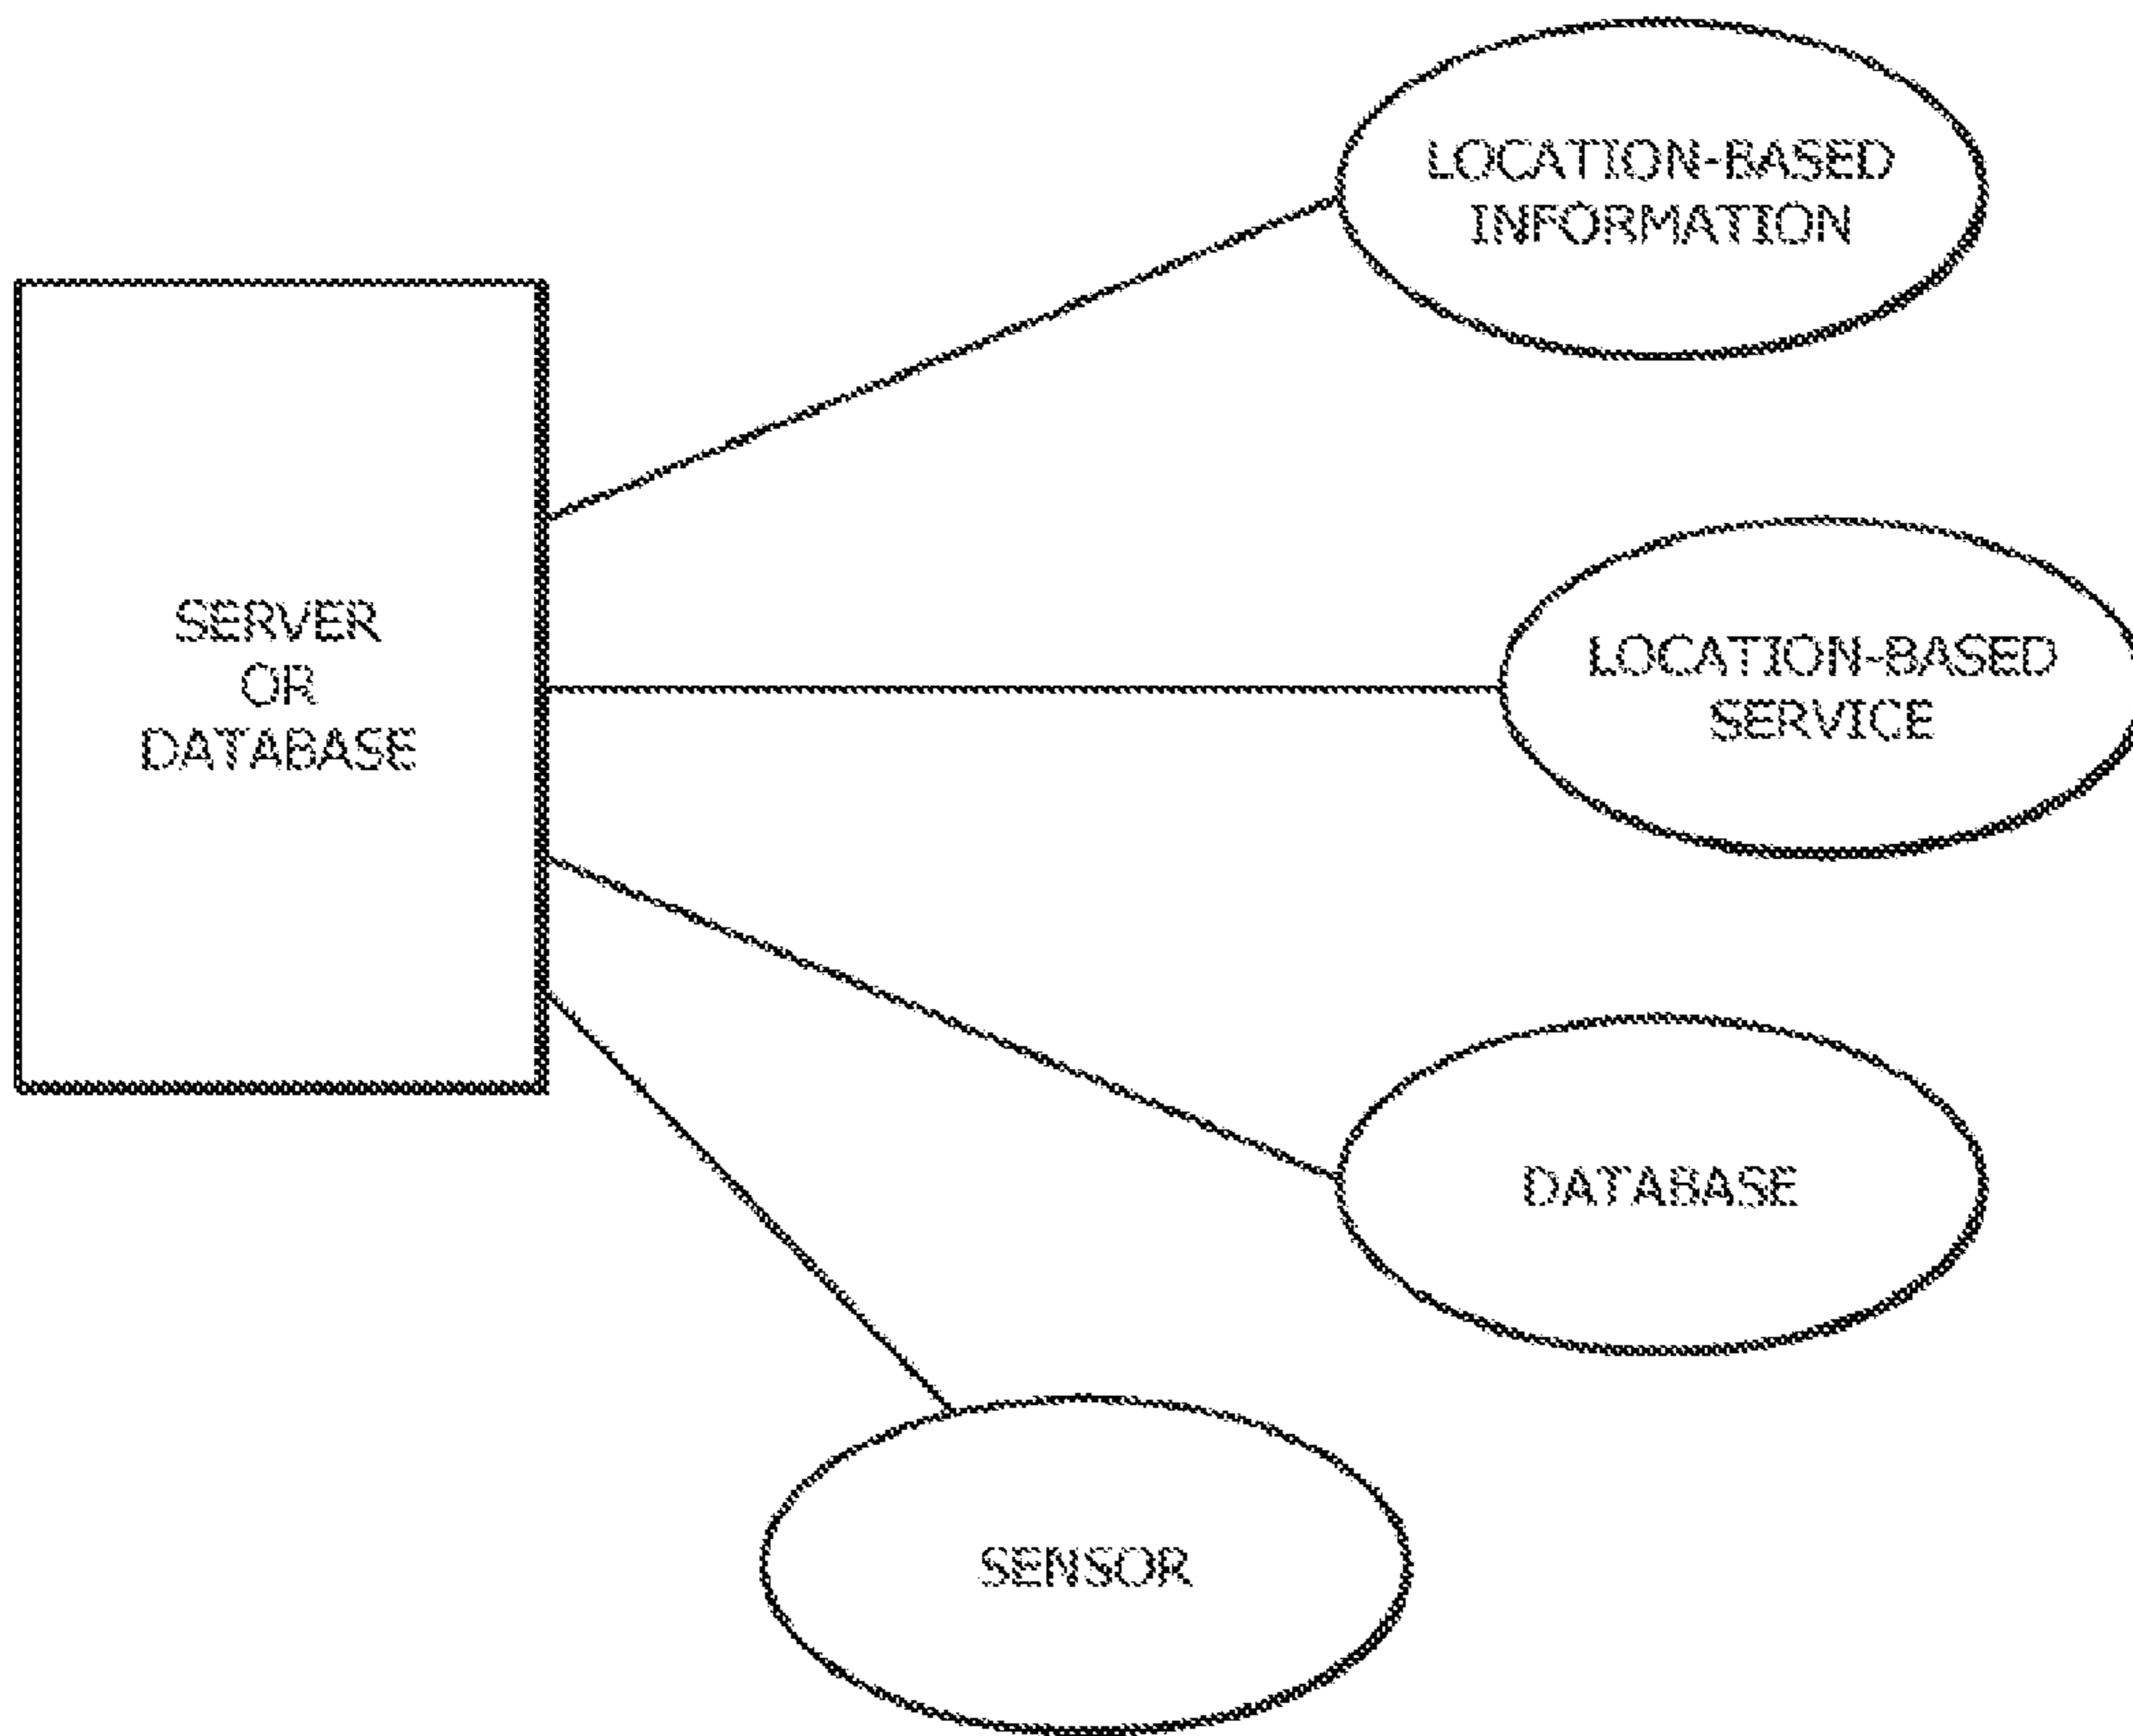 LOCATION-BASED
INFORMATION
SERVER
OR
DATABASE
LOCATION-BASED
SERVICE
DATABASE
SENSOR